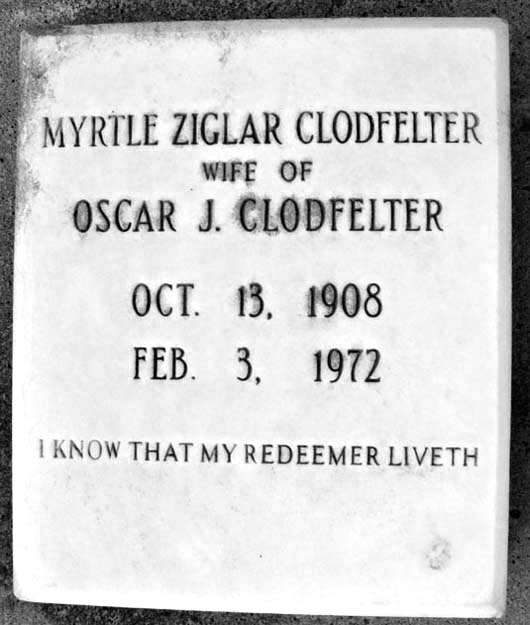 MYRTLE ZIGLAR CLODFELTER
WIFE OF
OSCAR J. CLODFELTER
OCT. 13, 1908
FEB. 3, 1972
I KNOW THAT MY REDEEMER LIVETH